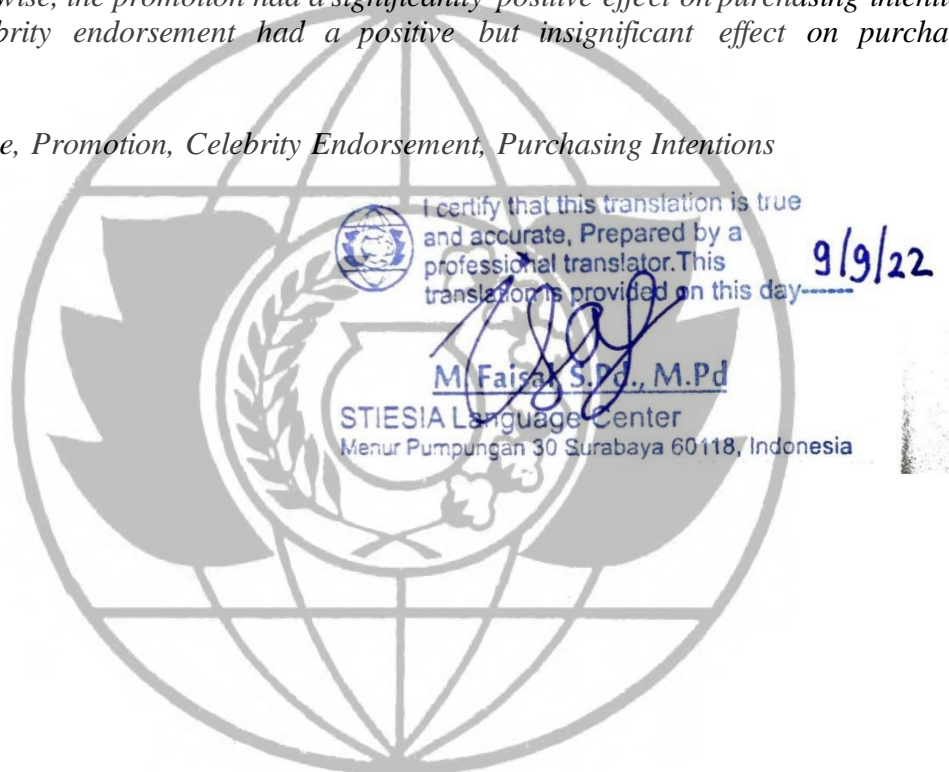 wise, the promotion had a significantly positive effect on purchasing intenti
brity endorsement had a positive but insignificant effect on purcha
e, Promotion, Celebrity Endorsement, Purchasing Intentions
I certify that this translation is true
and accurate, Prepared by a
professional translator.This
translation is provided on this day------ 9/9/22
M. Faisal, S.Pd., M.Pd
STIESIA Language Center
Menur Pumpungan 30 Surabaya 60118, Indonesia